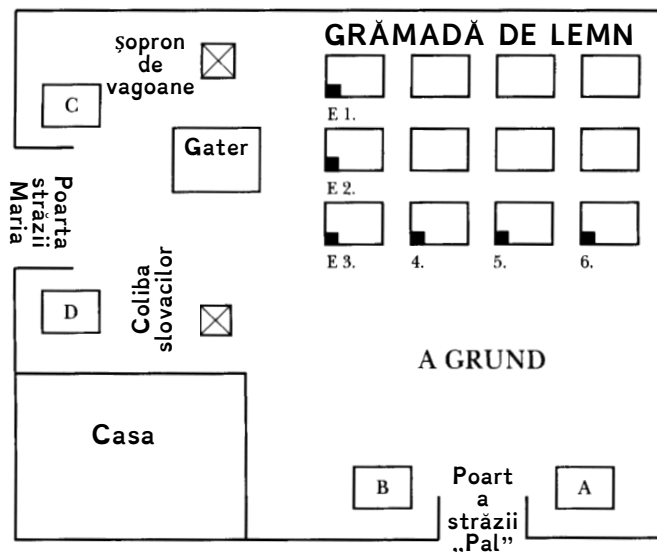 GRĂMADĂ DE LEMN
Șopron
de
vagoane
C
E 1.
Gater
E 2.
Poarta
străzii
Maria
E 3.
4.
5.
6.
D
Coliba
slovacilor
A GRUND
Casa
B
Poart
a
străzii
„Pal”
A